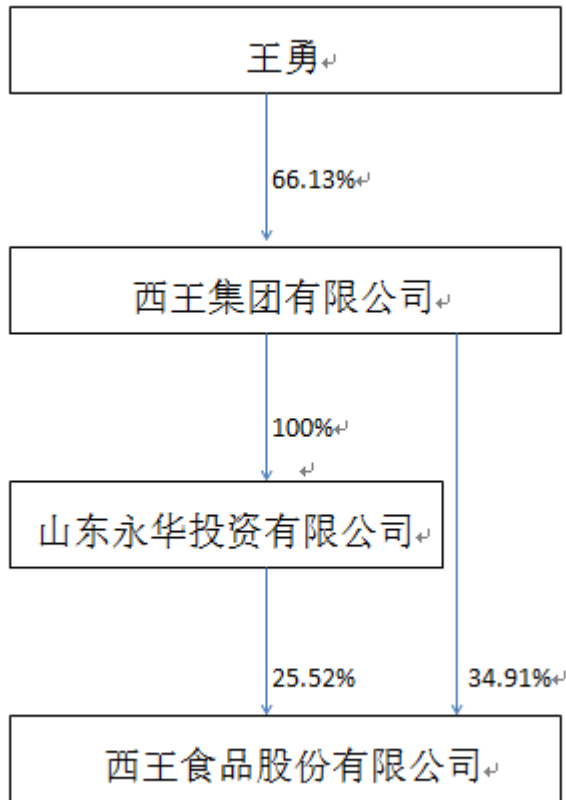 王勇
66.13%
西王集团有限公司
100%
山东永华投资有限公司
25.52%
34.91%
西王食品股份有限公司